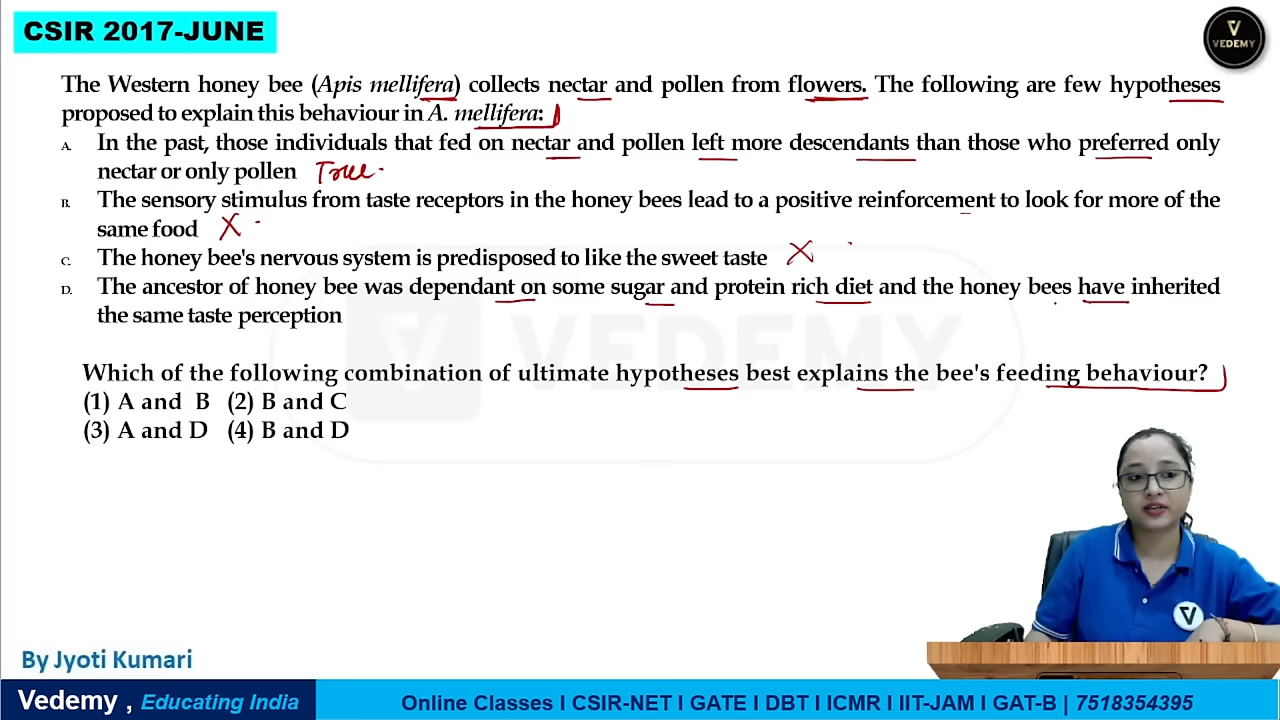 CSIR 2017-JUNE
V
VEDEMY
The Western honey bee (Apis mellifera) collects nectar and pollen from flowers. The following are few hypotheses
proposed to explain this behaviour in A. mellifera:
A. In the past, those individuals that fed on nectar and pollen left more descendants than those who preferred only
nectar or only pollen True.
B. The sensory stimulus from taste receptors in the honey bees lead to a positive reinforcement to look for more of the
same food X
C. The honey bee's nervous system is predisposed to like the sweet taste X
D. The ancestor of honey bee was dependant on some sugar and protein rich diet and the honey bees have inherited
the same taste perception
VEDEMY
Which of the following combination of ultimate hypotheses best explains the bee's feeding behaviour?
(1) A and B (2) B and C
(3) A and D (4) B and D
V
By Jyoti Kumari
Vedemy , Educating India
Online Classes I CSIR-NET I GATE I DBT I ICMR I IIT-JAM I GAT-B | 7518354395